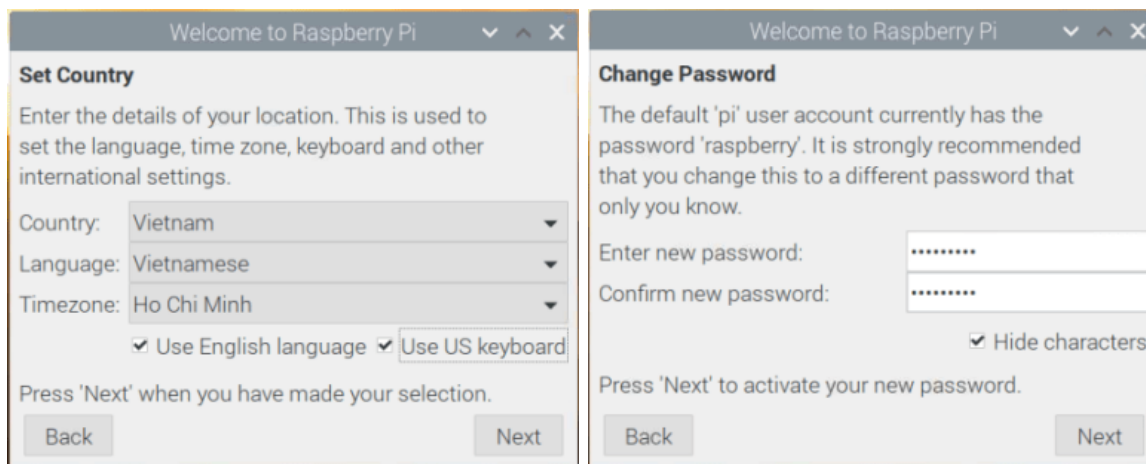 Welcome to Raspberry Pi
Set Country
Enter the details of your location. This is used to
set the language, time zone, keyboard and other
international settings.
Country: Vietnam
Language: Vietnamese
Timezone: Ho Chi Minh
Use English language Use US keyboard
Press 'Next' when you have made your selection.
Back Next
Welcome to Raspberry Pi
Change Password
The default 'pi' user account currently has the
password 'raspberry'. It is strongly recommended
that you change this to a different password that
only you know.
Enter new password: •••••••••
Confirm new password: •••••••••
Hide characters
Press 'Next' to activate your new password.
Back Next